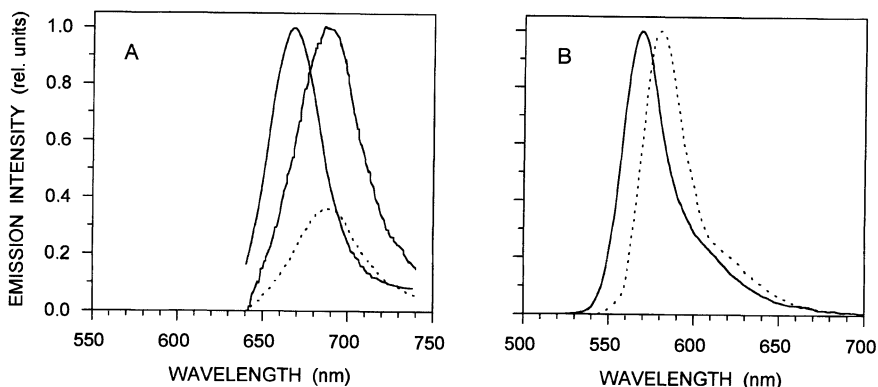 EMISSION INTENSITY (rel. units)
1.0
0.8
0.6
0.4
0.2
0.0
A
550 600 650 700 750
WAVELENGTH (nm)
B
500 550 600 650 700
WAVELENGTH (nm)